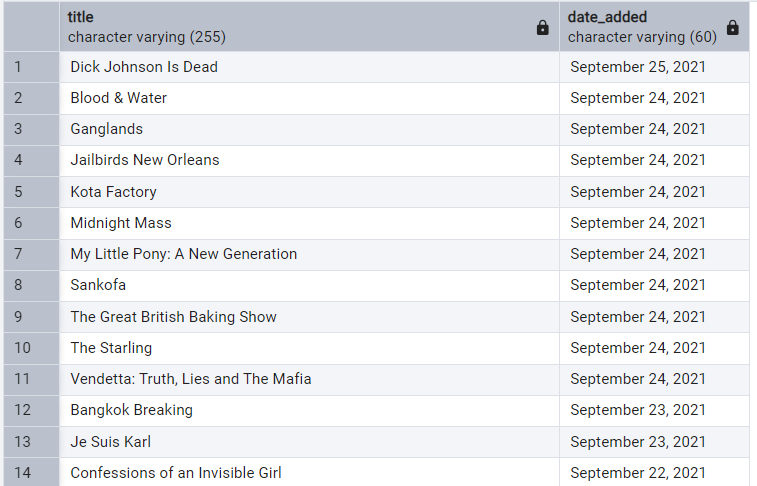 title date_added
character varying (255) character varying (60)
1 Dick Johnson Is Dead September 25, 2021
2 Blood & Water September 24, 2021
3 Ganglands September 24, 2021
4 Jailbirds New Orleans September 24, 2021
5 Kota Factory September 24, 2021
6 Midnight Mass September 24, 2021
7 My Little Pony: A New Generation September 24, 2021
8 Sankofa September 24, 2021
9 The Great British Baking Show September 24, 2021
10 The Starling September 24, 2021
11 Vendetta: Truth, Lies and The Mafia September 24, 2021
12 Bangkok Breaking September 23, 2021
13 Je Suis Karl September 23, 2021
14 Confessions of an Invisible Girl September 22, 2021